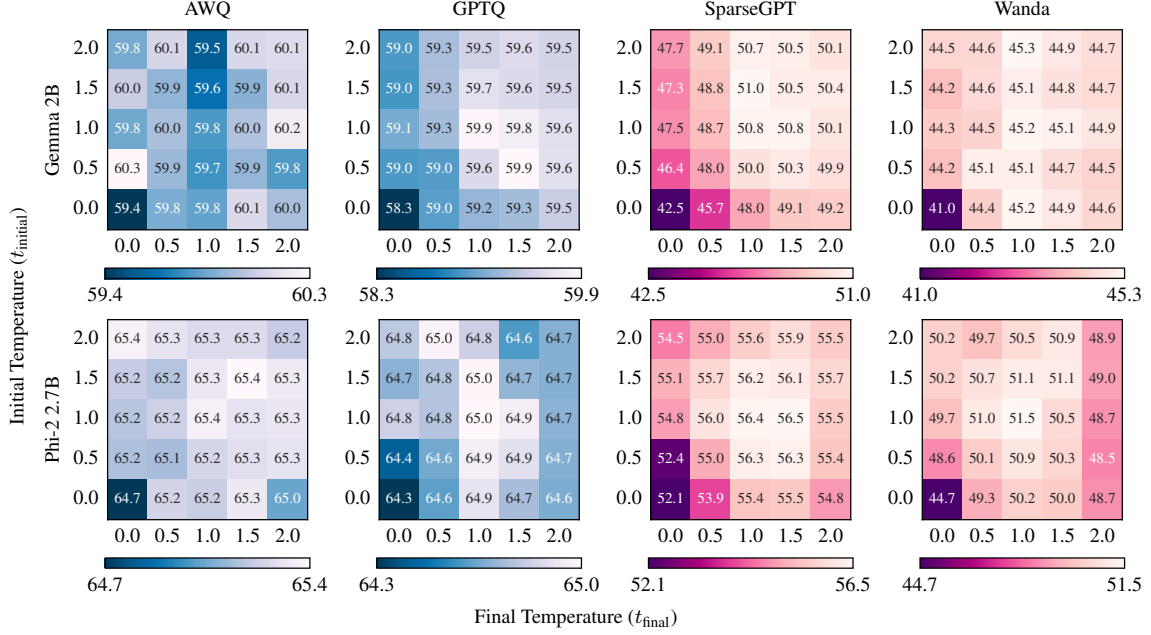 AWQ GPTQ SparseGPT Wanda
Initial Temperature (t_initial)
Gemma 2B
2.0 59.8 60.1 59.5 60.1 60.1
1.5 60.0 59.9 59.6 59.9 60.1
1.0 59.8 60.0 59.8 60.0 60.2
0.5 60.3 59.9 59.7 59.9 59.8
0.0 59.4 59.8 59.8 60.1 60.0
0.0 0.5 1.0 1.5 2.0
59.4 60.3
2.0 59.0 59.3 59.5 59.6 59.5
1.5 59.0 59.3 59.7 59.6 59.5
1.0 59.1 59.3 59.9 59.8 59.6
0.5 59.0 59.0 59.6 59.9 59.5
0.0 58.3 59.0 59.2 59.3 59.5
0.0 0.5 1.0 1.5 2.0
58.3 59.9
2.0 47.7 49.1 50.7 50.5 50.1
1.5 47.3 48.8 51.0 50.5 50.4
1.0 47.5 48.7 50.8 50.8 50.1
0.5 46.4 48.0 50.0 50.3 49.9
0.0 42.5 45.7 48.0 49.1 49.2
0.0 0.5 1.0 1.5 2.0
42.5 51.0
2.0 44.5 44.6 45.3 44.9 44.7
1.5 44.2 44.6 45.1 44.8 44.7
1.0 44.3 44.5 45.2 45.1 44.9
0.5 44.2 45.1 45.1 44.7 44.5
0.0 41.0 44.4 45.2 44.9 44.6
0.0 0.5 1.0 1.5 2.0
41.0 45.3
Phi-2 2.7B
2.0 65.4 65.3 65.3 65.3 65.2
1.5 65.2 65.2 65.3 65.4 65.3
1.0 65.2 65.2 65.4 65.3 65.3
0.5 65.2 65.1 65.2 65.3 65.3
0.0 64.7 65.2 65.2 65.3 65.0
0.0 0.5 1.0 1.5 2.0
64.7 65.4
2.0 64.8 65.0 64.8 64.6 64.7
1.5 64.7 64.8 65.0 64.7 64.7
1.0 64.8 64.8 65.0 64.9 64.7
0.5 64.4 64.6 64.9 64.9 64.7
0.0 64.3 64.6 64.9 64.7 64.6
0.0 0.5 1.0 1.5 2.0
64.3 65.0
2.0 54.5 55.0 55.6 55.9 55.5
1.5 55.1 55.7 56.2 56.1 55.7
1.0 54.8 56.0 56.4 56.5 55.5
0.5 52.4 55.0 56.3 56.3 55.4
0.0 52.1 53.9 55.4 55.5 54.8
0.0 0.5 1.0 1.5 2.0
52.1 56.5
2.0 50.2 49.7 50.5 50.9 48.9
1.5 50.2 50.7 51.1 51.1 49.0
1.0 49.7 51.0 51.5 50.5 48.7
0.5 48.6 50.1 50.9 50.3 48.5
0.0 44.7 49.3 50.2 50.0 48.7
0.0 0.5 1.0 1.5 2.0
44.7 51.5
Final Temperature (t_final)